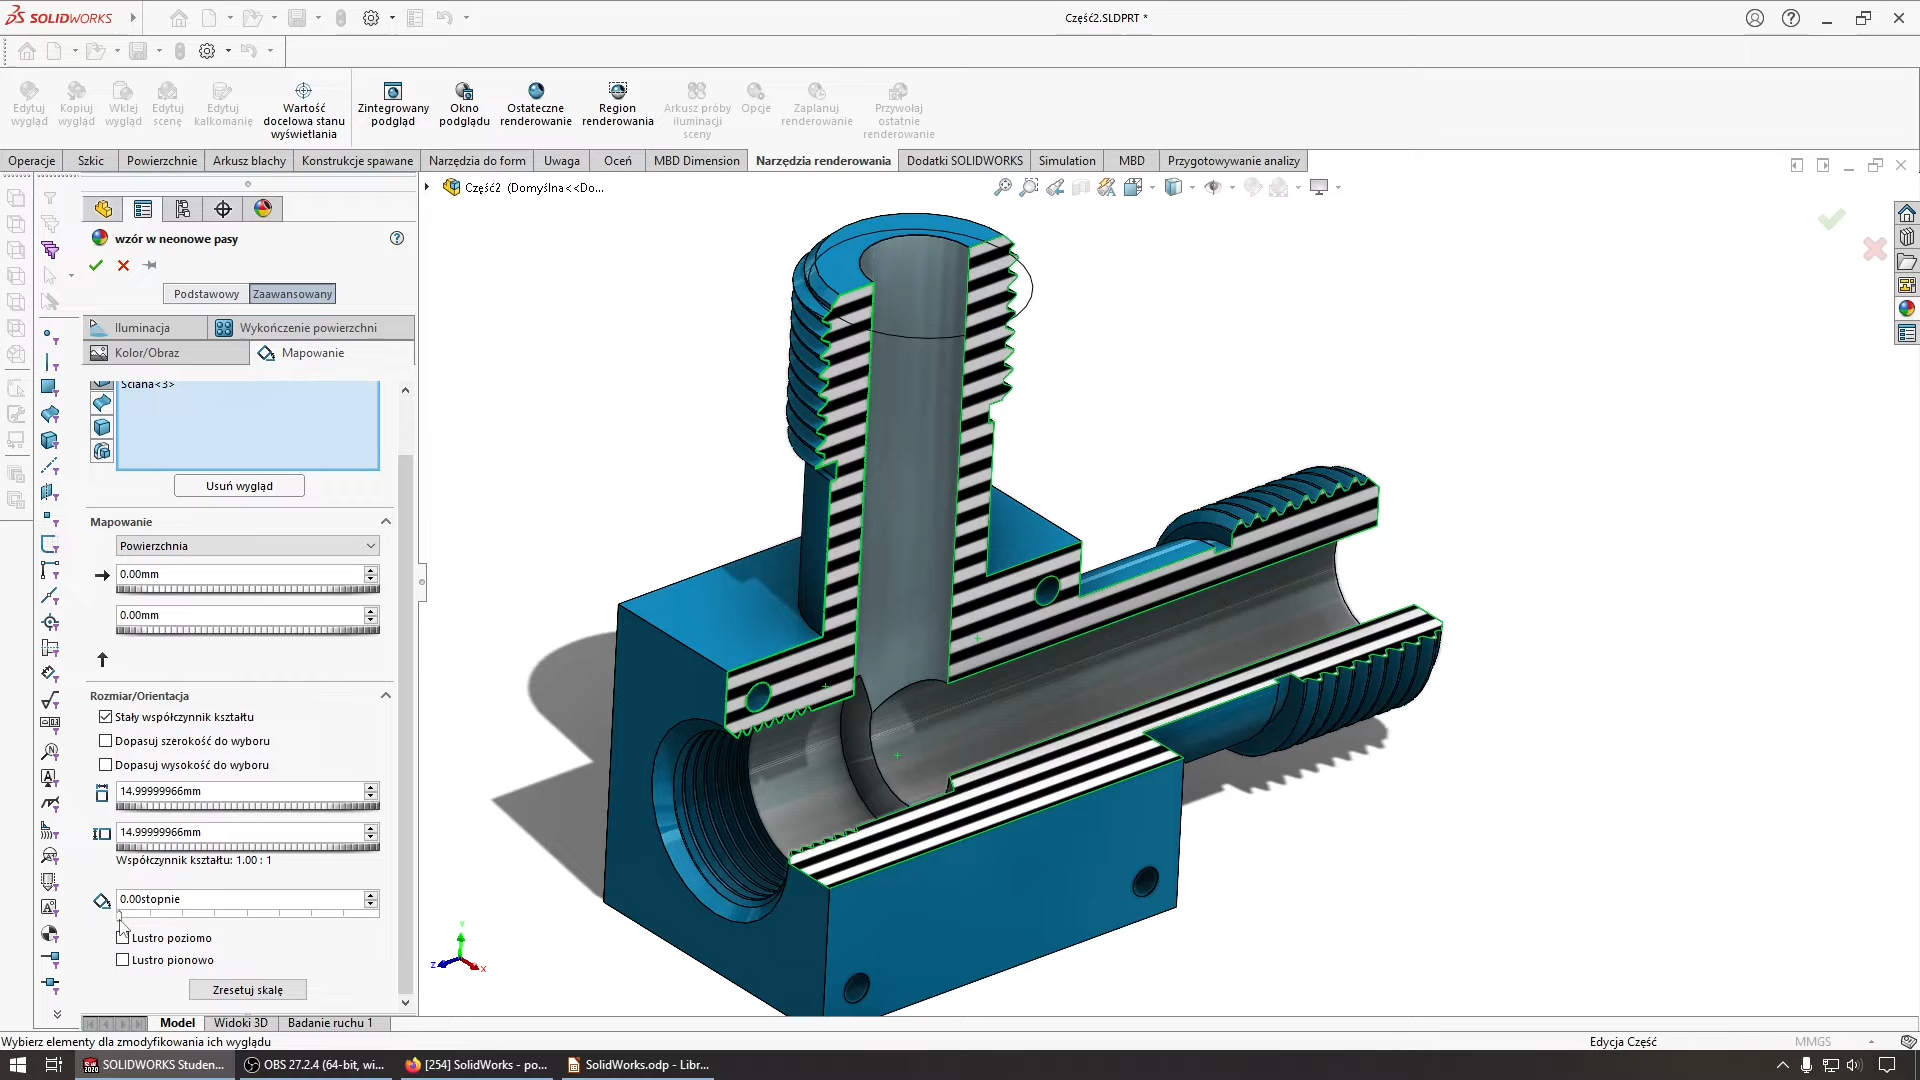 SOLIDWORKS
Część2.SLDPRT *
Edytuj wygląd
Kopiuj wygląd
Wklej wygląd
Edytuj scenę
Edytuj kalkomanię
Wartość docelowa stanu wyświetlania
Zintegrowany podgląd
Okno podglądu
Ostateczne renderowanie
Region renderowania
Arkusz próby iluminacji sceny
Opcje
Zaplanuj renderowanie
Przywołaj ostatnie renderowanie
Operacje
Szkic
Powierzchnie
Arkusz blachy
Konstrukcje spawane
Narzędzia do form
Uwaga
Oceń
MBD Dimension
Narzędzia renderowania
Dodatki SOLIDWORKS
Simulation
MBD
Przygotowywanie analizy
Część2 (Domyślna<<Do...
wzór w neonowe pasy
Podstawowy
Zaawansowany
Iluminacja
Wykończenie powierzchni
Kolor/Obraz
Mapowanie
Ściana<3>
Usuń wygląd
Mapowanie
Powierzchnia
0.00mm
0.00mm
Rozmiar/Orientacja
Stały współczynnik kształtu
Dopasuj szerokość do wyboru
Dopasuj wysokość do wyboru
14.99999966mm
14.99999966mm
Współczynnik kształtu: 1.00 : 1
0.00stopnie
Lustro poziomo
Lustro pionowo
Zresetuj skalę
Y
Z
X
Model
Widoki 3D
Badanie ruchu 1
Wybierz elementy dla zmodyfikowania ich wyglądu
Edycja Część
MMGS
SOLIDWORKS Studen...
OBS 27.2.4 (64-bit, wi...
[254] SolidWorks - po...
SolidWorks.odp - Libr...